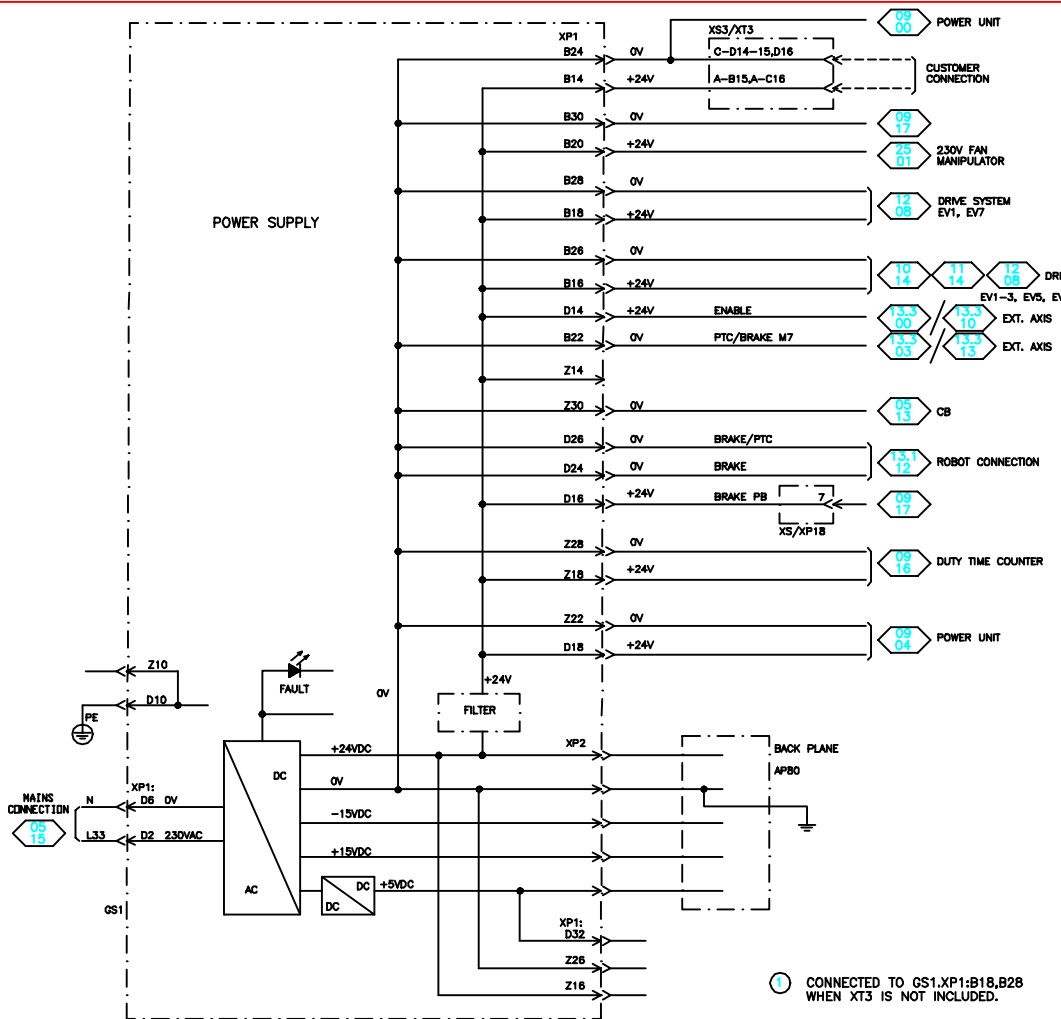 09
00
POWER UNIT
XP1
XS3/XT3
B24
0V
C-D14-15,D16
B14
+24V
A-B15,A-C16
CUSTOMER
CONNECTION
B30
0V
09
17
B20
+24V
25
01
230V FAN
MANIPULATOR
B28
0V
B18
+24V
12
08
DRIVE SYSTEM
EV1, EV7
POWER SUPPLY
B26
0V
B16
+24V
10
14
11
14
12
08
DRI
EV1-3, EV5, EV
D14
+24V
ENABLE
13.3
00
13.3
10
EXT. AXIS
B22
0V
PTC/BRAKE M7
13.3
03
13.3
13
EXT. AXIS
Z14
Z30
0V
05
13
CB
D26
0V
BRAKE/PTC
D24
0V
BRAKE
13.1
12
ROBOT CONNECTION
D16
+24V
BRAKE PB
7
09
17
XS/XP18
Z28
0V
Z18
+24V
09
16
DUTY TIME COUNTER
Z22
0V
D18
+24V
09
04
POWER UNIT
Z10
D10
PE
FAULT
0V
+24V
FILTER
+24VDC
XP2
BACK PLANE
AP80
DC
0V
MAINS
CONNECTION
05
15
XP1:
N
D6 0V
-15VDC
L33
D2 230VAC
+15VDC
AC
DC
DC
+5VDC
GS1
XP1:
D32
Z26
Z16
1 CONNECTED TO GS1.XP1:B18,B28
WHEN XT3 IS NOT INCLUDED.